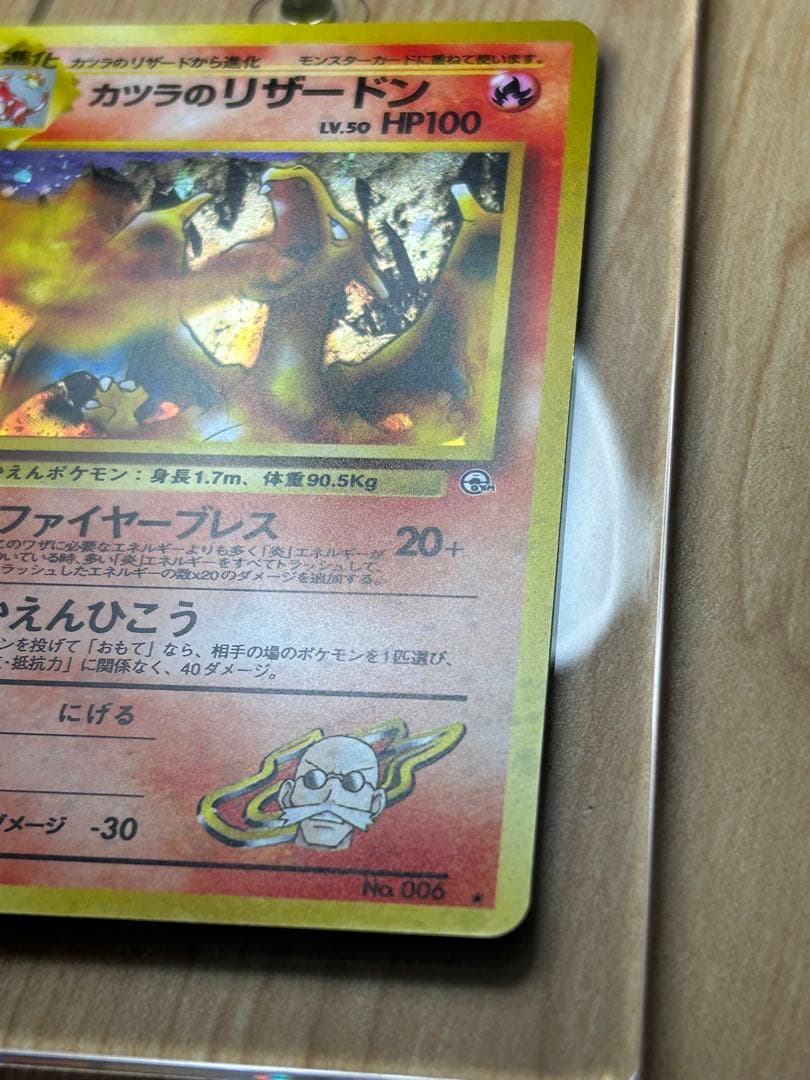 進化 カツラのリザードから進化 モンスターカードに重ねて使います。
カツラのリザードン
LV.50 HP100
えんポケモン：身長1.7m、体重90.5Kg
GYM
ファイヤーブレス 20+
このワザに必要なエネルギーよりも多く「炎」エネルギーが
ついている時、多い「炎」エネルギーをすべてトラッシュして、
ラッシュしたエネルギーの数x20のダメージを追加する。
えんひこう
ンを投げて「おもて」なら、相手の場のポケモンを1匹選び、
・抵抗力」に関係なく、40ダメージ。
にげる
ダメージ -30
No.006 ★